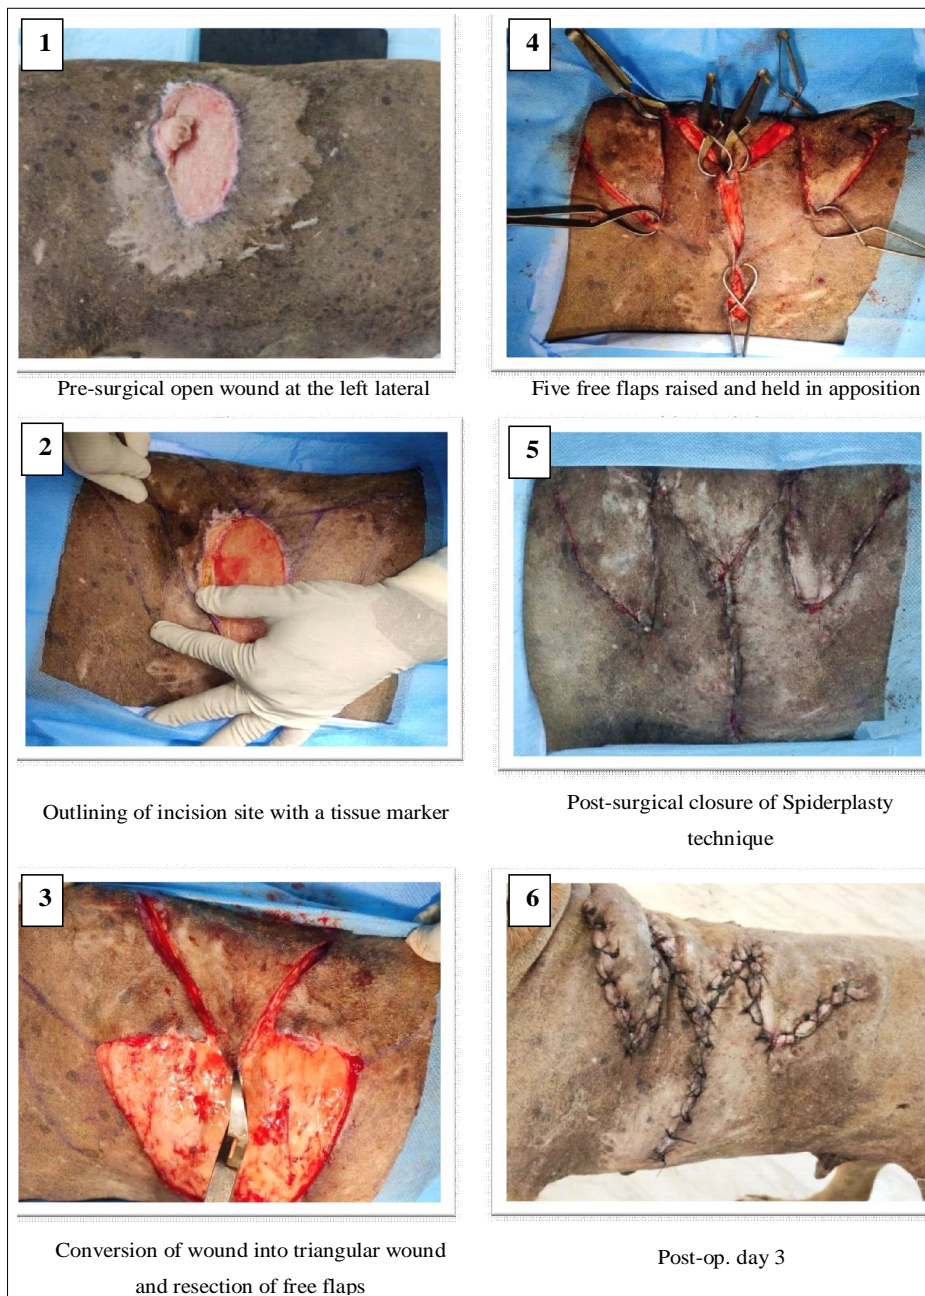 1
Pre-surgical open wound at the left lateral
2
Outlining of incision site with a tissue marker
3
Conversion of wound into triangular wound
and resection of free flaps
4
Five free flaps raised and held in apposition
5
Post-surgical closure of Spiderplasty
technique
6
Post-op. day 3